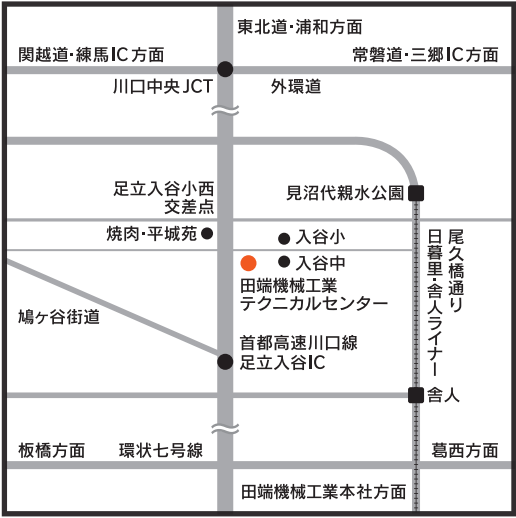 東北道・浦和方面
関越道・練馬IC方面
常磐道・三郷IC方面
川口中央JCT
外環道
足立入谷小西
交差点
見沼代親水公園
焼肉・平城苑
入谷小
入谷中
田端機械工業
テクニカルセンター
尾久橋通り
日暮里・舎人ライナー
鳩ヶ谷街道
首都高速川口線
足立入谷IC
舎人
板橋方面
環状七号線
葛西方面
田端機械工業本社方面